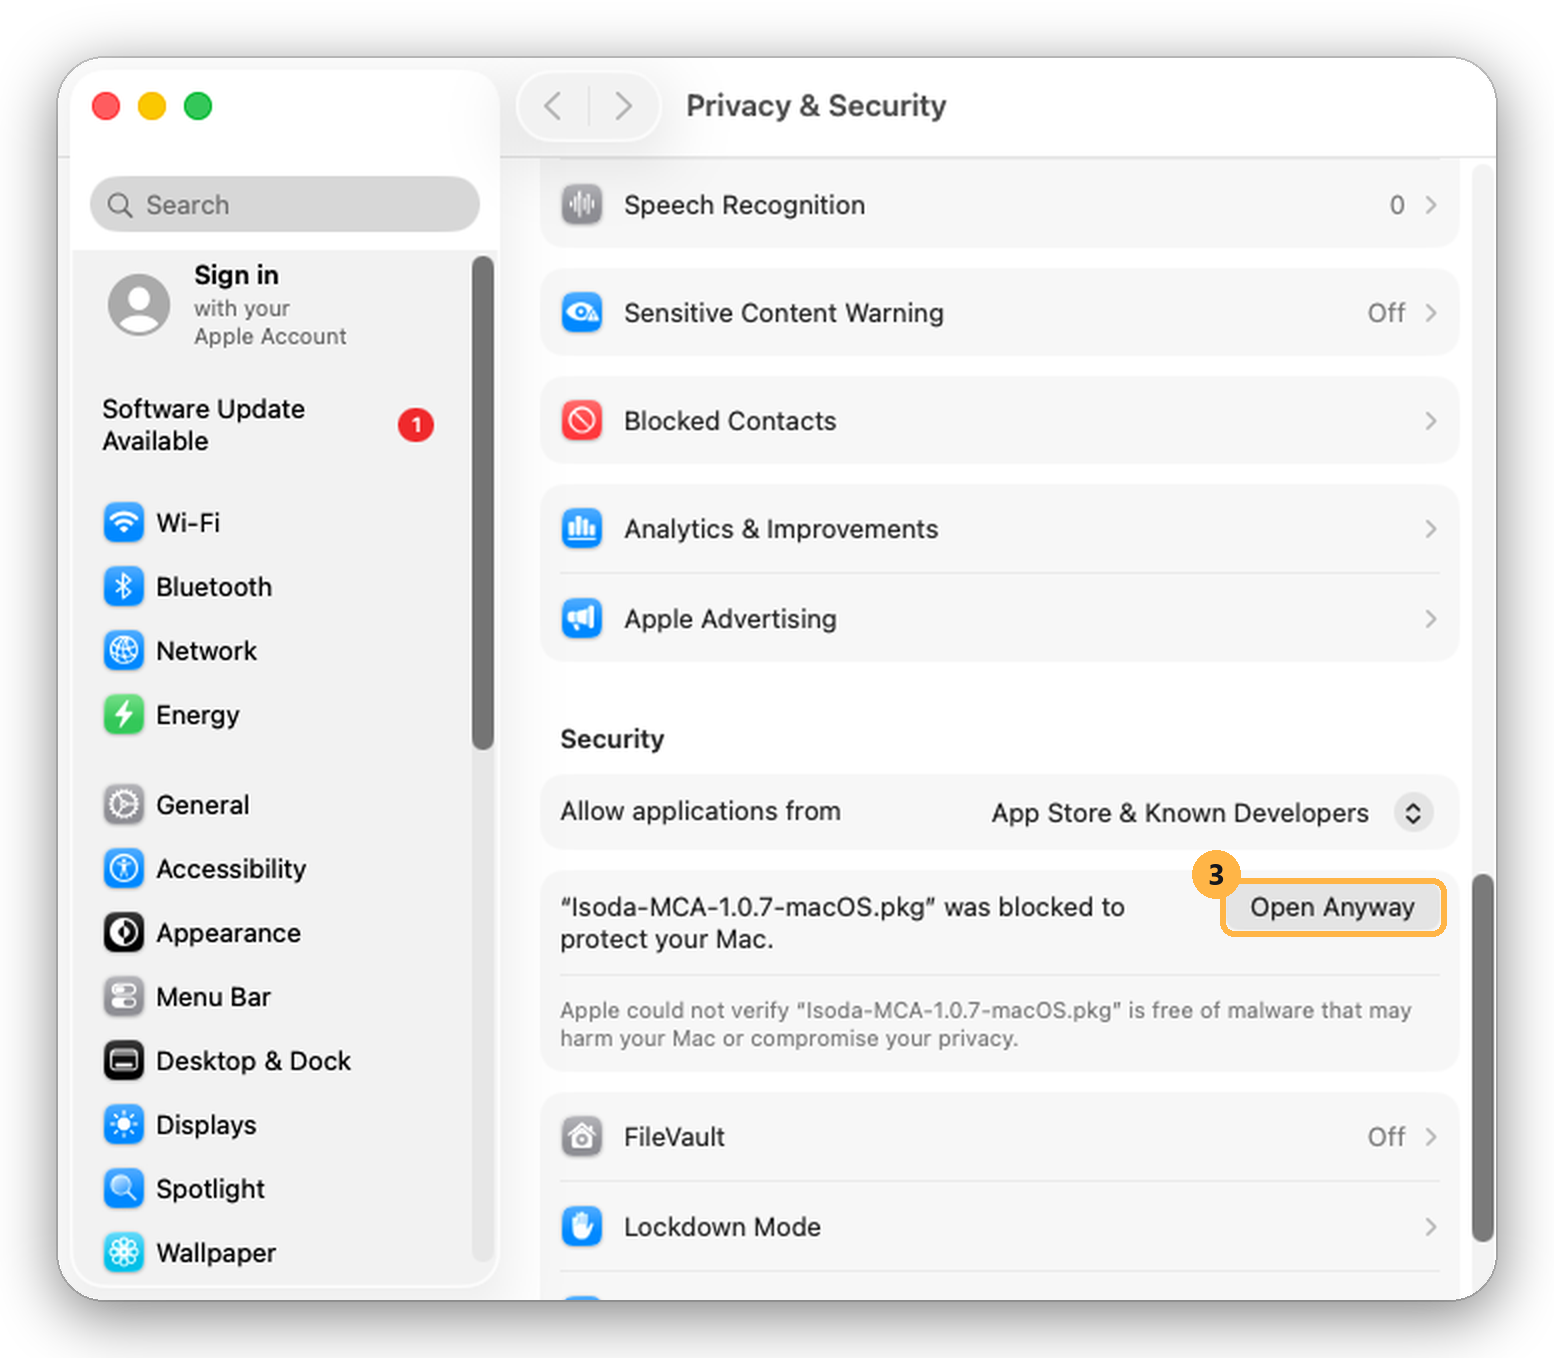 Privacy & Security
Search
Sign in
with your
Apple Account
Software Update
Available
1
Wi-Fi
Bluetooth
Network
Energy
General
Accessibility
Appearance
Menu Bar
Desktop & Dock
Displays
Spotlight
Wallpaper
Speech Recognition 0
Sensitive Content Warning Off
Blocked Contacts
Analytics & Improvements
Apple Advertising
Security
Allow applications from App Store & Known Developers
3
“Isoda-MCA-1.0.7-macOS.pkg” was blocked to Open Anyway
protect your Mac.
Apple could not verify “Isoda-MCA-1.0.7-macOS.pkg” is free of malware that may
harm your Mac or compromise your privacy.
FileVault Off
Lockdown Mode